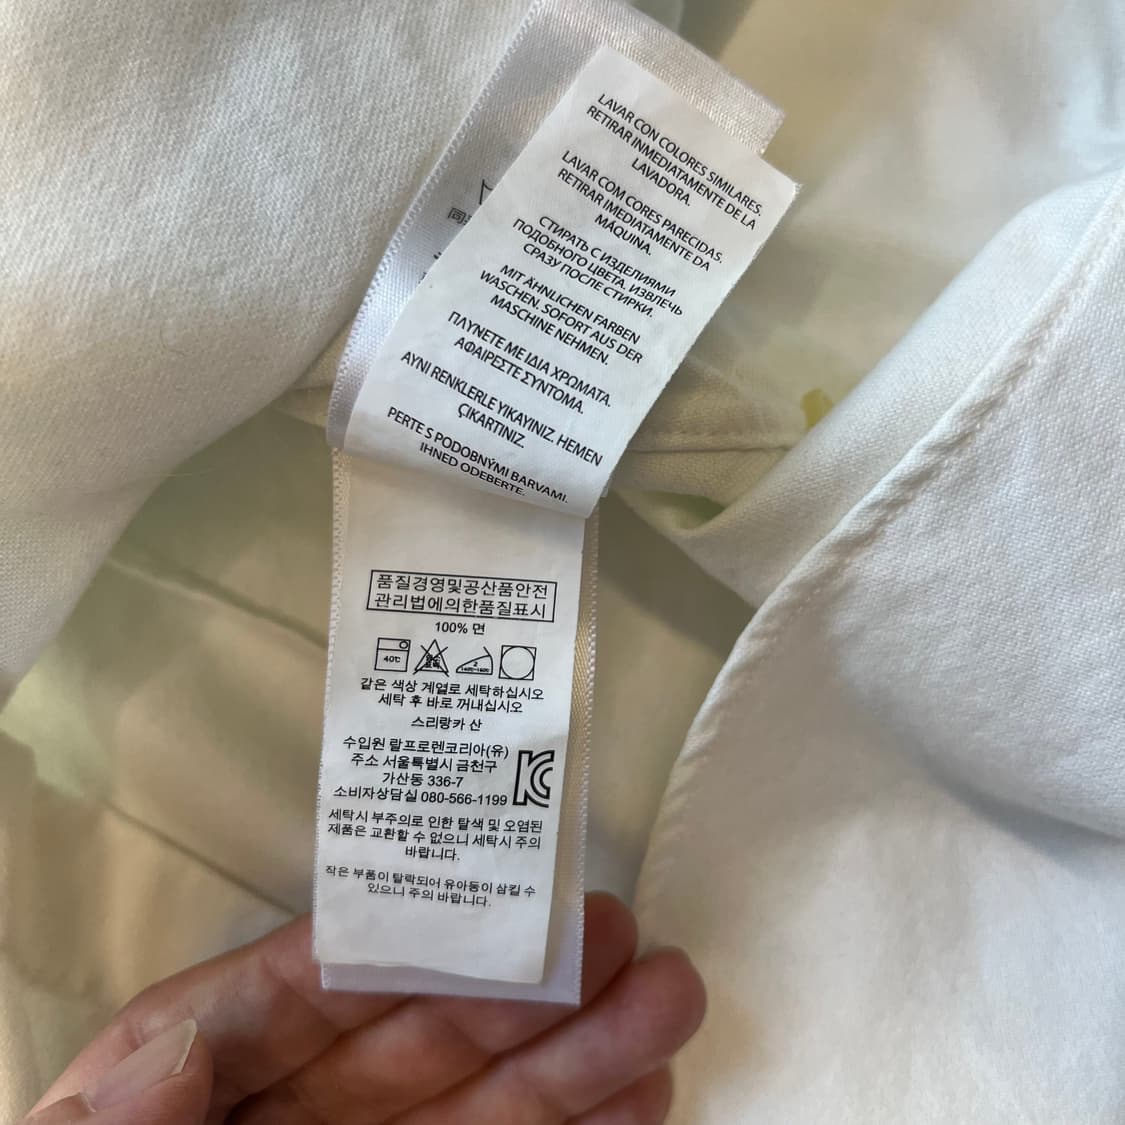 LAVAR CON COLORES SIMILARES.
RETIRAR INMEDIATAMENTE DE LA
LAVADORA.
LAVAR COM CORES PARECIDAS.
RETIRAR IMEDIATAMENTE DA
MÁQUINA.
СТИРАТЬ С ИЗДЕЛИЯМИ
ПОДОБНОГО ЦВЕТА. ИЗВЛЕЧЬ
СРАЗУ ПОСЛЕ СТИРКИ.
MIT ÄHNLICHEN FARBEN
WASCHEN. SOFORT AUS DER
MASCHINE NEHMEN.
ΠΛΥΝΕΤΕ ΜΕ ΙΔΙΑ ΧΡΩΜΑΤΑ.
ΑΦΑΙΡΕΣΤΕ ΣΥΝΤΟΜΑ.
AYNI RENKLERLE YIKAYINIZ. HEMEN
ÇIKARTINIZ.
PERTE S PODOBNÝMI BARVAMI.
IHNED ODEBERTE.
품질경영및공산품안전
관리법에의한품질표시
100% 면
40℃
같은 색상 계열로 세탁하십시오
세탁 후 바로 꺼내십시오
스리랑카 산
수입원 랄프로렌코리아(유)
주소 서울특별시 금천구
가산동 336-7
소비자상담실 080-566-1199
세탁시 부주의로 인한 탈색 및 오염된
제품은 교환할 수 없으니 세탁시 주의
바랍니다.
작은 부품이 탈락되어 유아동이 삼킬 수
있으니 주의 바랍니다.